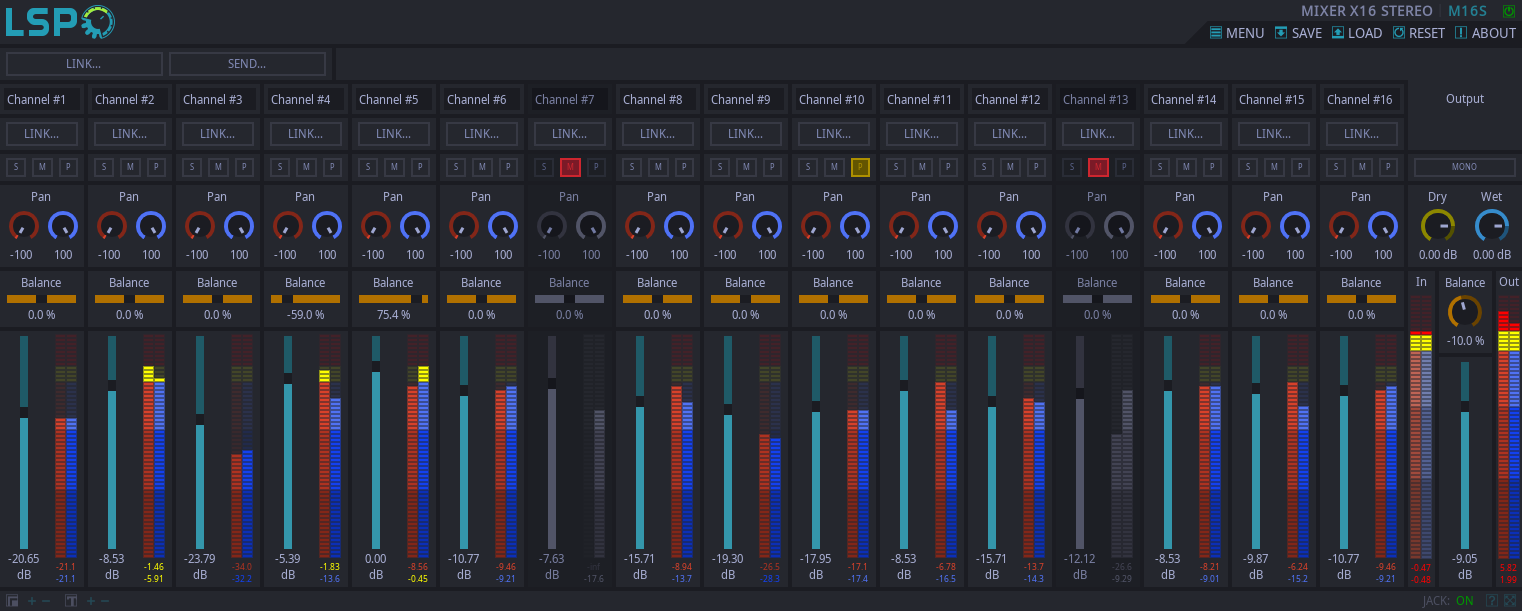 LSP
MIXER X16 STEREO M16S
MENU SAVE LOAD RESET ABOUT
LINK... SEND...
Channel #1 Channel #2 Channel #3 Channel #4 Channel #5 Channel #6 Channel #7 Channel #8 Channel #9 Channel #10 Channel #11 Channel #12 Channel #13 Channel #14 Channel #15 Channel #16 Output
LINK... LINK... LINK... LINK... LINK... LINK... LINK... LINK... LINK... LINK... LINK... LINK... LINK... LINK... LINK... LINK...
S M P S M P S M P S M P S M P S M P S M P S M P S M P S M P S M P S M P S M P S M P S M P S M P MONO
Pan Pan Pan Pan Pan Pan Pan Pan Pan Pan Pan Pan Pan Pan Pan Pan Dry Wet
-100 100 -100 100 -100 100 -100 100 -100 100 -100 100 -100 100 -100 100 -100 100 -100 100 -100 100 -100 100 -100 100 -100 100 -100 100 -100 100 0.00 dB 0.00 dB
Balance Balance Balance Balance Balance Balance Balance Balance Balance Balance Balance Balance Balance Balance Balance Balance In Balance Out
0.0 % 0.0 % 0.0 % -59.0 % 75.4 % 0.0 % 0.0 % 0.0 % 0.0 % 0.0 % 0.0 % 0.0 % 0.0 % 0.0 % 0.0 % 0.0 %
-10.0 %
-20.65 -8.53 -23.79 -5.39 0.00 -10.77 -7.63 -15.71 -19.30 -17.95 -8.53 -15.71 -12.12 -8.53 -9.87 -10.77 -9.05
-21.1 -1.46 -34.0 -1.83 -8.56 -9.46 -inf -8.94 -26.5 -17.1 -6.78 -13.7 -26.6 -8.21 -6.24 -9.46 -0.47 5.82
dB dB dB dB dB dB dB dB dB dB dB dB dB dB dB dB dB
-21.1 -5.91 -32.2 -13.6 -0.45 -9.21 -17.6 -13.7 -28.3 -17.4 -16.5 -14.3 -9.29 -9.01 -15.2 -9.21 -0.48 1.99
JACK: ON ?